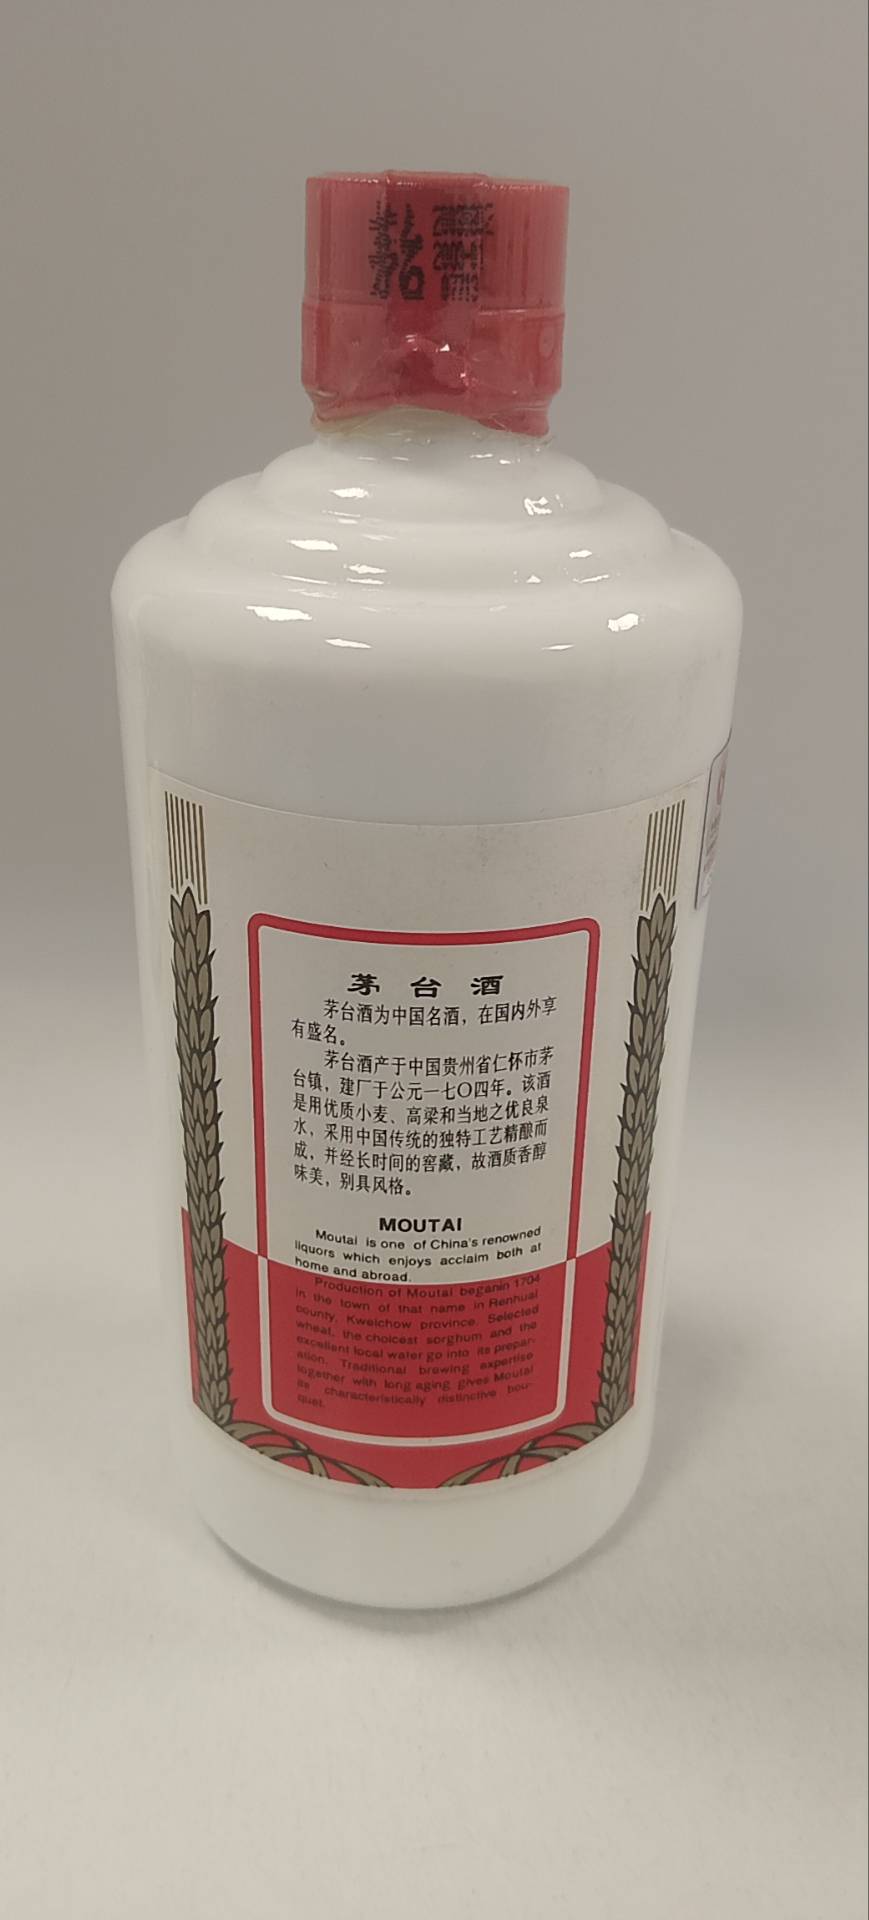 茅台酒
茅台酒为中国名酒，在国内外享
有盛名。
茅台酒产于中国贵州省仁怀市茅
台镇，建厂于公元一七〇四年。该酒
是用优质小麦、高粱和当地之优良泉
水，采用中国传统的独特工艺精酿而
成，并经长时间的窖藏，故酒质香醇
味美，别具风格。
MOUTAI
Moutai is one of China's renowned
liquors which enjoys acclaim both at
home and abroad.
Production of Moutai beganin 1704
in the town of that name in Renhuai
county, Kweichow province. Selected
wheat, the choicest sorghum and the
excellent local water go into its prepar-
ation. Traditional brewing expertise
together with long aging gives Moutai
its characteristically distinctive bou-
quet.